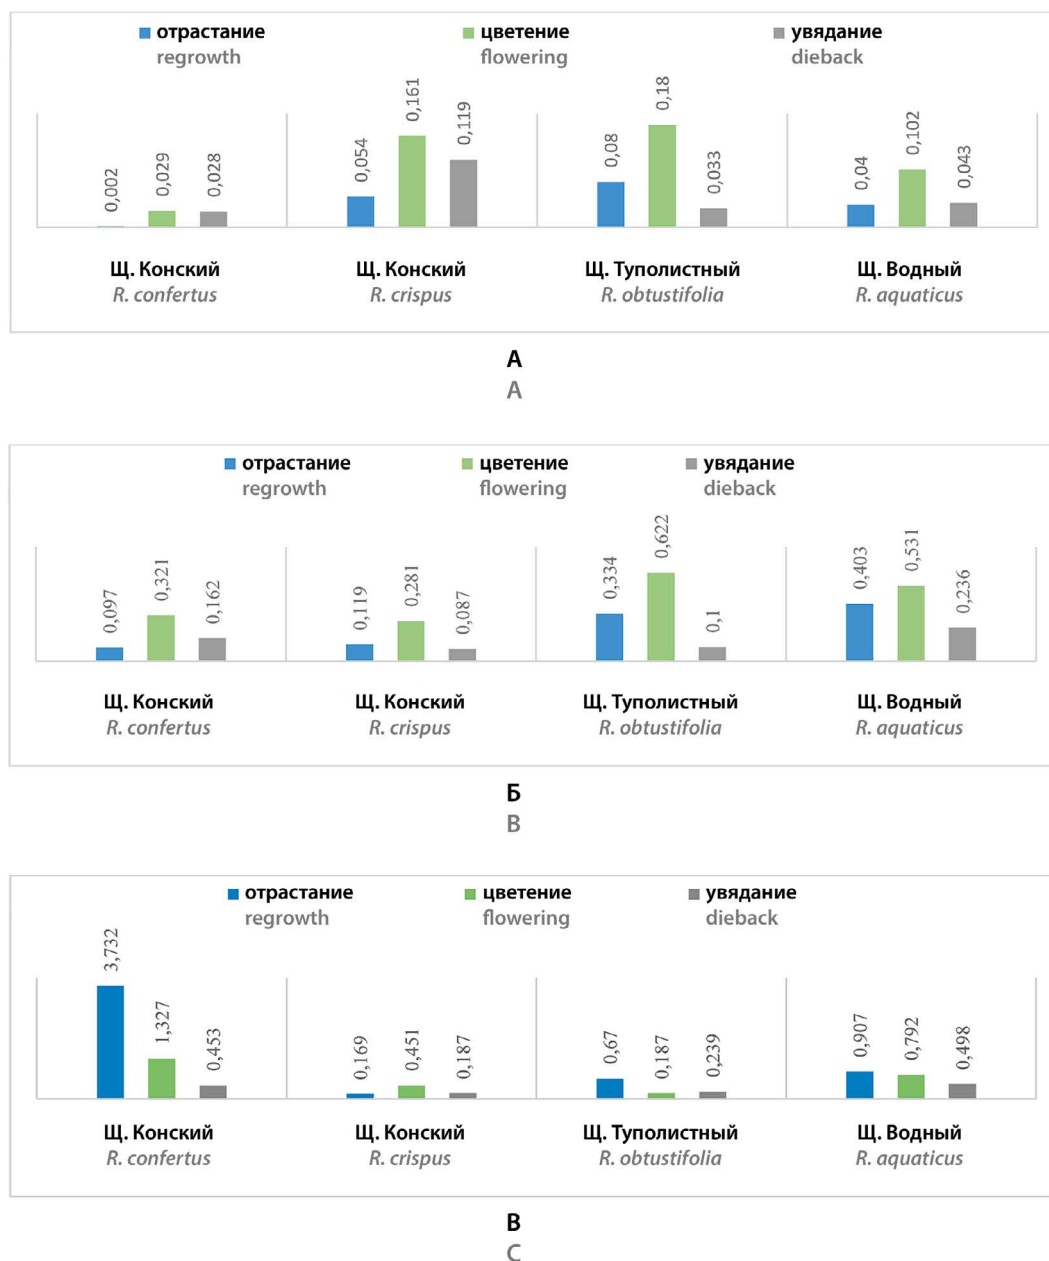 отрастание цветение увядание
regrowth flowering dieback
0,002 0,029 0,028 0,054 0,161 0,119 0,08 0,18 0,033 0,04 0,102 0,043
Щ. Конский Щ. Конский Щ. Туполистный Щ. Водный
R. confertus R. crispus R. obtustifolia R. aquaticus
А
A
отрастание цветение увядание
regrowth flowering dieback
0,097 0,321 0,162 0,119 0,281 0,087 0,334 0,622 0,1 0,403 0,531 0,236
Щ. Конский Щ. Конский Щ. Туполистный Щ. Водный
R. confertus R. crispus R. obtustifolia R. aquaticus
Б
B
отрастание цветение увядание
regrowth flowering dieback
3,732 1,327 0,453 0,169 0,451 0,187 0,67 0,187 0,239 0,907 0,792 0,498
Щ. Конский Щ. Конский Щ. Туполистный Щ. Водный
R. confertus R. crispus R. obtustifolia R. aquaticus
В
C